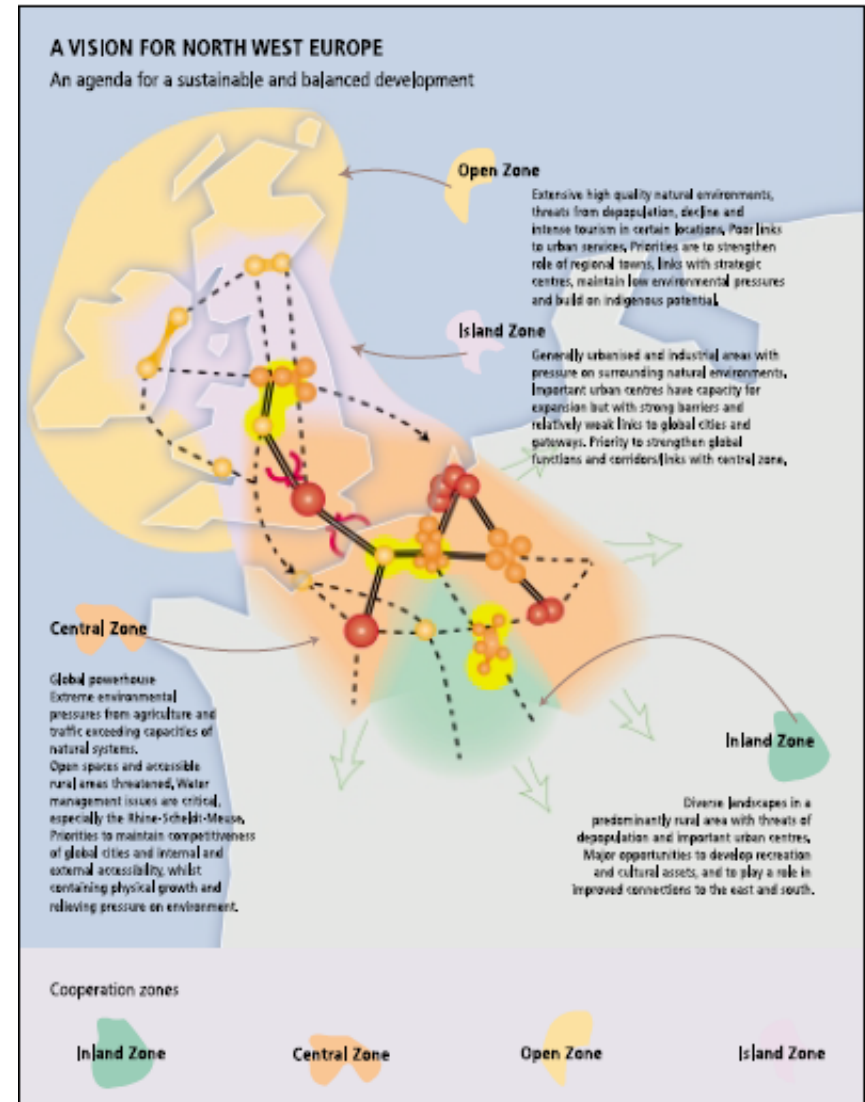 A VISION FOR NORTH WEST EUROPE
An agenda for a sustainable and balanced development
Open Zone
Extensive high quality natural environments,
threats from depopulation, decline and
intense tourism in certain locations. Poor links
to urban services. Priorities are to strengthen
role of regional towns, links with strategic
centres, maintain low environmental pressures
and build on indigenous potential.
Island Zone
Generally urbanised and industrial areas with
pressure on surrounding natural environments.
Important urban centres have capacity for
expansion but with strong barriers and
relatively weak links to global cities and
gateways. Priority to strengthen global
functions and corridors/links with central zone.
Central Zone
Global powerhouse
Extreme environmental
pressures from agriculture and
traffic exceeding capacities of
natural systems.
Open spaces and accessible
rural areas threatened. Water
management issues are critical,
especially the Rhine-Scheldt-Meuse.
Priorities to maintain competitiveness
of global cities and internal and
external accessibility, whilst
containing physical growth and
relieving pressure on environment.
Inland Zone
Diverse landscapes in a
predominantly rural area with threats of
depopulation and important urban centres.
Major opportunities to develop recreation
and cultural assets, and to play a role in
improved connections to the east and south.
Cooperation zones
Inland Zone
Central Zone
Open Zone
Island Zone